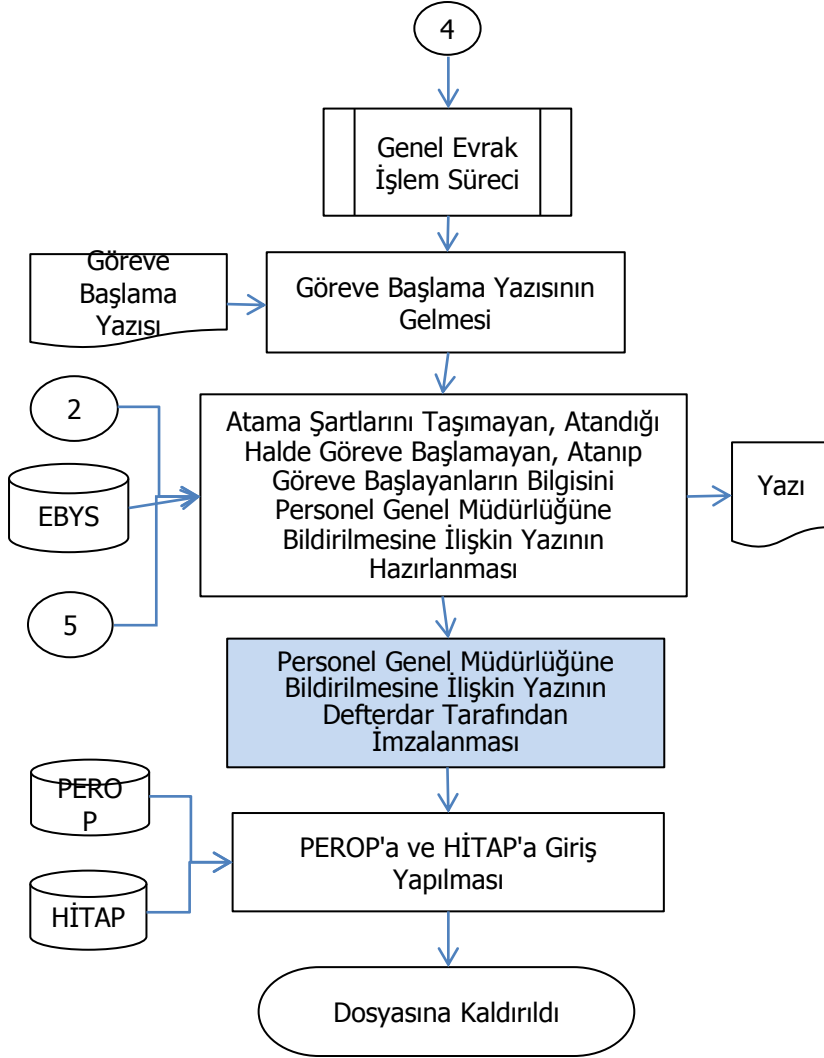 4
Genel Evrak
İşlem Süreci
Göreve
Başlama
Yazısı
Göreve Başlama Yazısının
Gelmesi
2
EBYS
5
Atama Şartlarını Taşımayan, Atandığı
Halde Göreve Başlamayan, Atanıp
Göreve Başlayanların Bilgisini
Personel Genel Müdürlüğüne
Bildirilmesine İlişkin Yazının
Hazırlanması
Yazı
Personel Genel Müdürlüğüne
Bildirilmesine İlişkin Yazının
Defterdar Tarafından
İmzalanması
PERO
P
HİTAP
PEROP'a ve HİTAP'a Giriş
Yapılması
Dosyasına Kaldırıldı